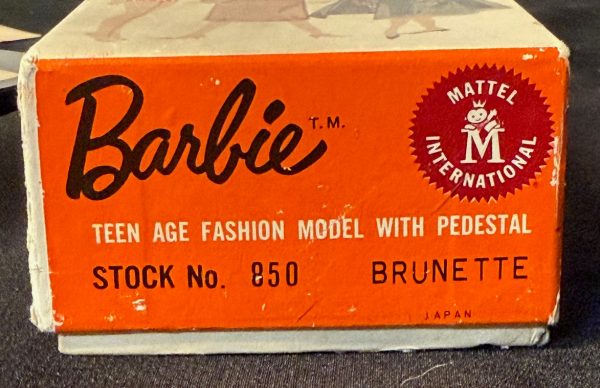 Barbie T.M.
MATTEL
M
INTERNATIONAL
TEEN AGE FASHION MODEL WITH PEDESTAL
STOCK No. 850 BRUNETTE
JAPAN